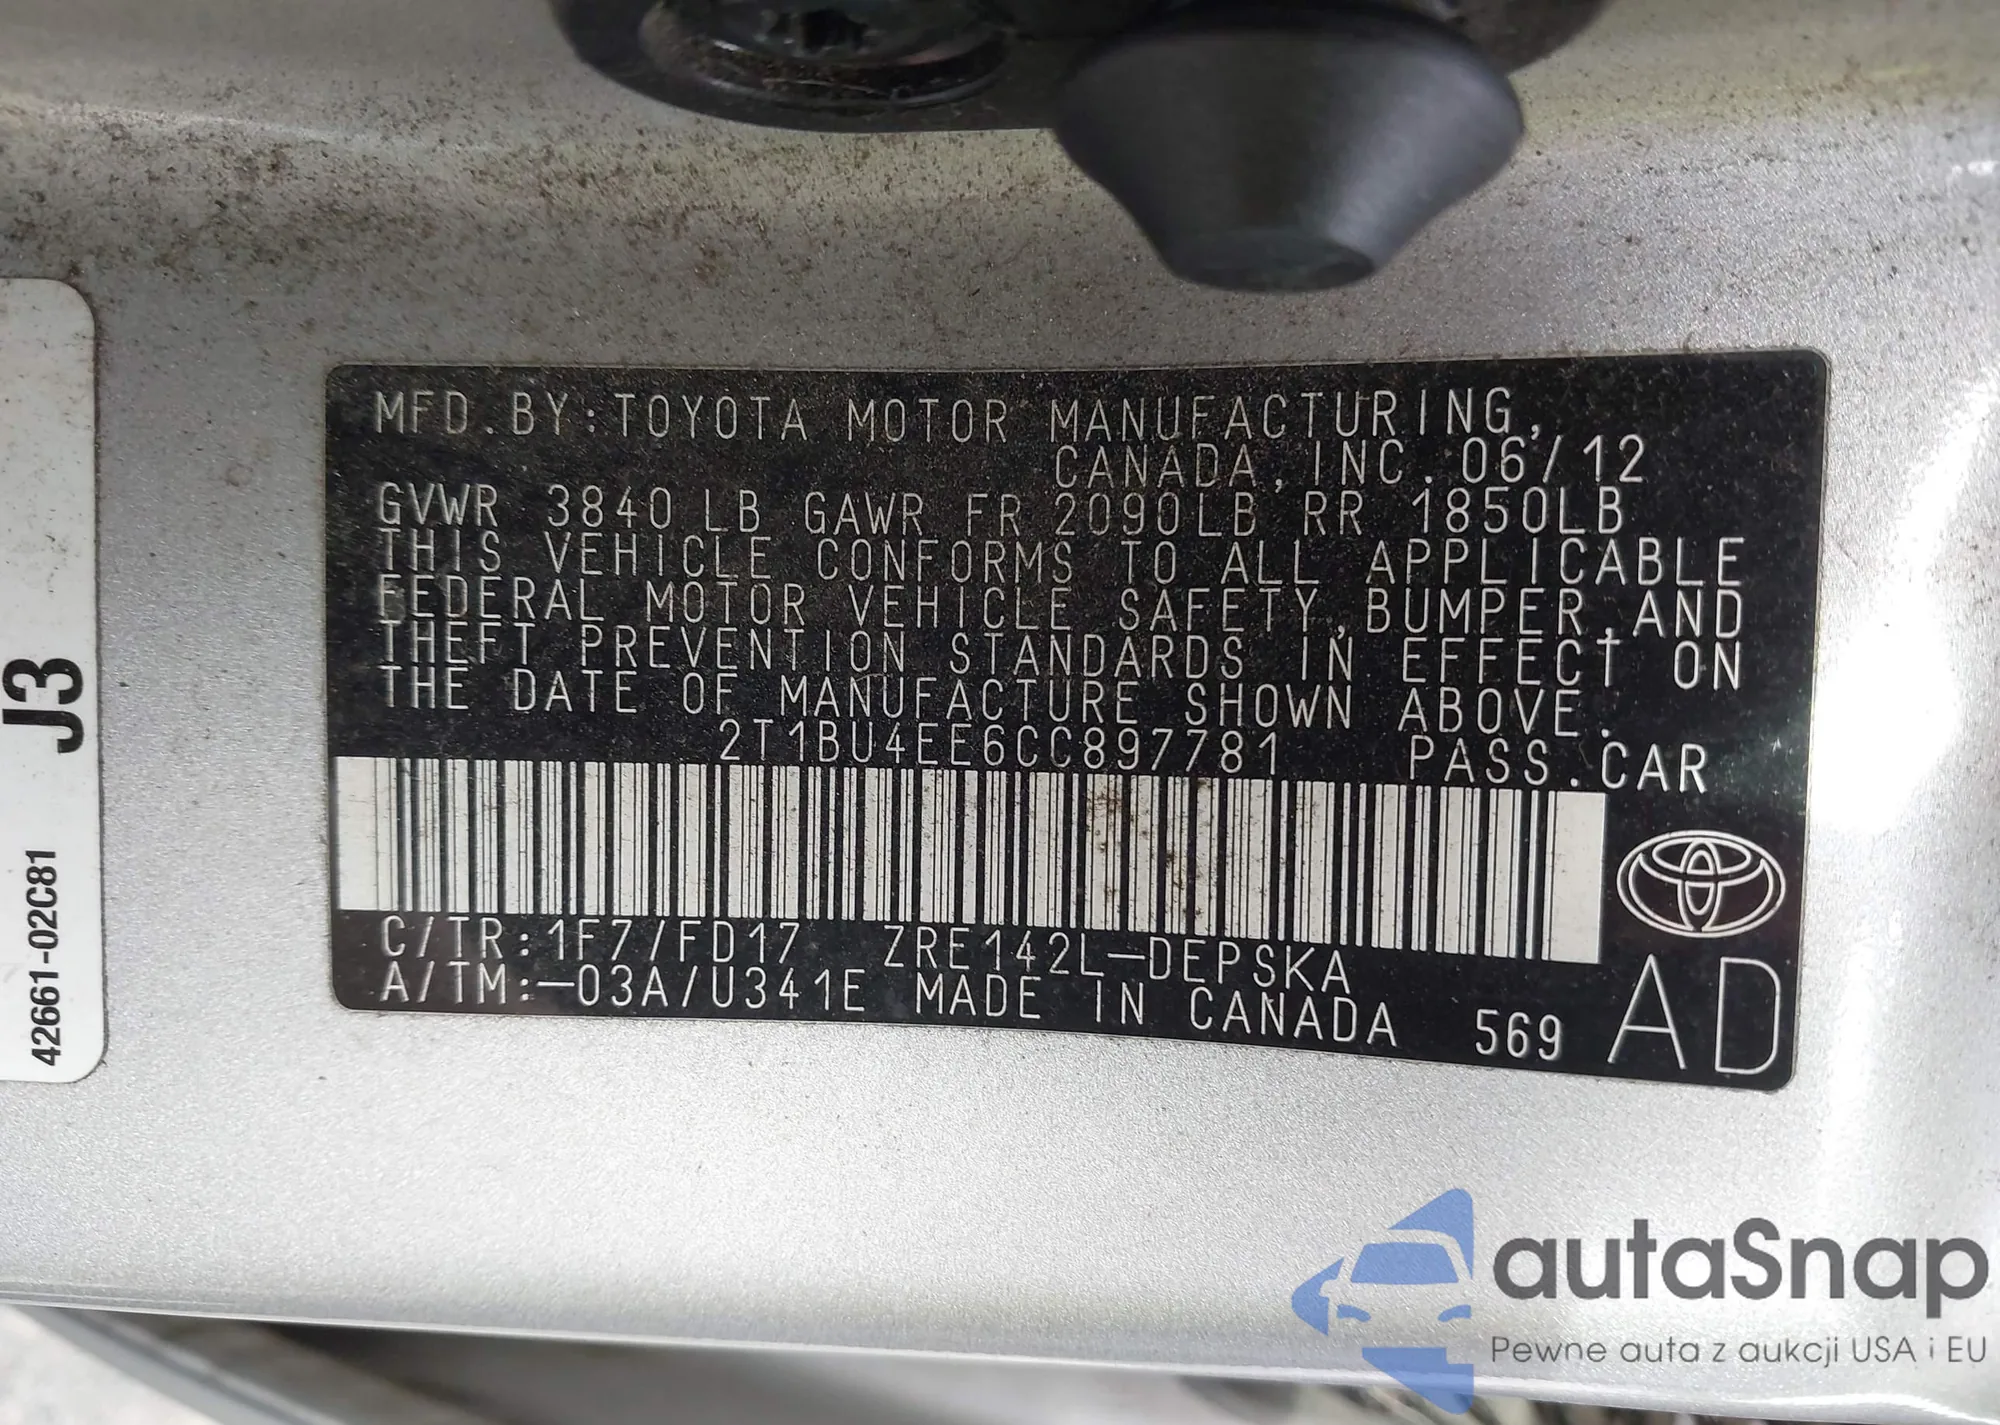 MFD.BY:TOYOTA MOTOR MANUFACTURING,
CANADA,INC.06/12
GVWR 3840 LB GAWR FR 2090LB RR 1850LB
THIS VEHICLE CONFORMS TO ALL APPLICABLE
FEDERAL MOTOR VEHICLE SAFETY,BUMPER,AND
THEFT PREVENTION STANDARDS IN EFFECT ON
THE DATE OF MANUFACTURE SHOWN ABOVE.
2T1BU4EE6CC897781 PASS.CAR
C/TR:1F7/FD17 ZRE142L-DEPSKA
A/TM:-03A/U341E MADE IN CANADA 569 AD
J3
42661-02C81
autaSnap
Pewne auta z aukcji USA i EU